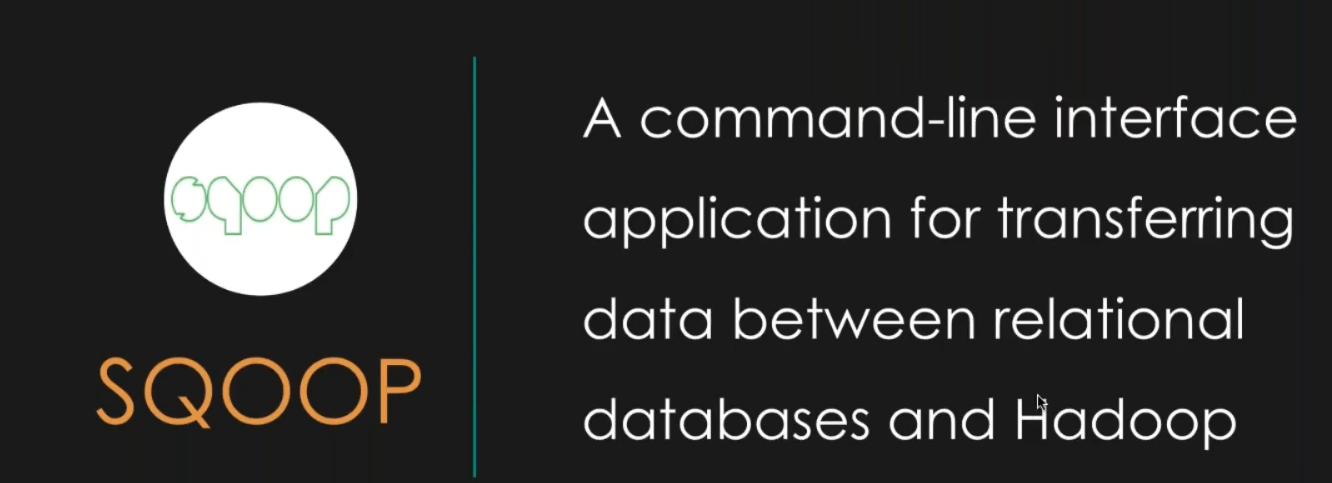 sqoop
SQOOP
A command-line interface
application for transferring
data between relational
databases and Hadoop